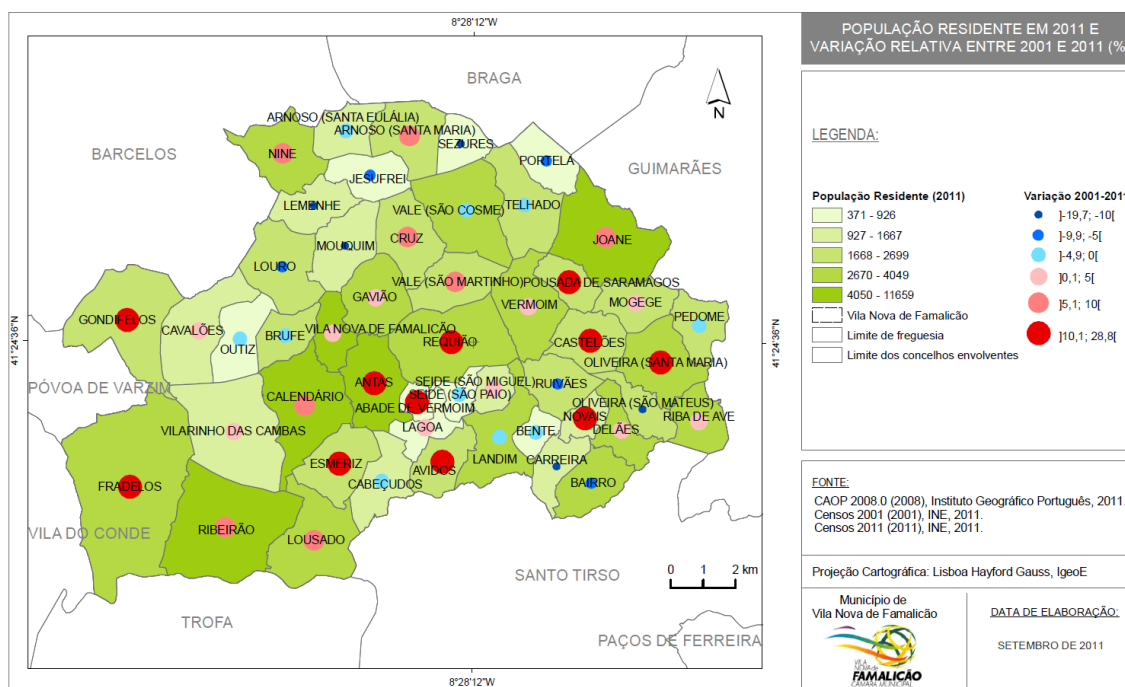 8°28'12"W
POPULAÇÃO RESIDENTE EM 2011 E
VARIAÇÃO RELATIVA ENTRE 2001 E 2011 (%
BRAGA
N
ARNOSO (SANTA EULÁLIA)
ARNOSO (SANTA MARIA)
SEZURES
NINE
BARCELOS
PORTELA
GUIMARÃES
JESUFREI
LEMENHE
VALE (SÃO COSME)
TELHADO
MOUQUIM
CRUZ
JOANE
LOURO
VALE (SÃO MARTINHO)
POUSADA DE SARAMAGOS
GAVIÃO
VERMOIM
MOGEGE
GONDIFELOS
CAVALÕES
OUTIZ
BRUFE
VILA NOVA DE FAMALICÃO
REQUIÃO
CASTELÕES
PEDOME
OLIVEIRA (SANTA MARIA)
41°24'36"N
41°24'36"N
PÓVOA DE VARZIM
CALENDÁRIO
ANTAS
SEIDE (SÃO MIGUEL)
SEIDE (SÃO PAIO)
RUIVÃES
ABADE DE VERMOIM
OLIVEIRA (SÃO MATEUS)
NOVAIS
RIBA DE AVE
LAGOA
BENTE
DELÃES
VILARINHO DAS CAMBAS
LANDIM
CARREIRA
ESMERIZ
AVIDOS
CABEÇUDOS
BAIRRO
FRADELOS
RIBEIRÃO
VILA DO CONDE
LOUSADO
SANTO TIRSO
0 1 2 km
TROFA
PAÇOS DE FERREIRA
8°28'12"W
LEGENDA:
População Residente (2011)
371 - 926
927 - 1667
1668 - 2699
2670 - 4049
4050 - 11659
Vila Nova de Famalicão
Limite de freguesia
Limite dos concelhos envolventes
Variação 2001-2011
]-19,7; -10[
]-9,9; -5[
]-4,9; 0[
]0,1; 5[
]5,1; 10[
]10,1; 28,8[
FONTE:
CAOP 2008.0 (2008), Instituto Geográfico Português, 2011.
Censos 2001 (2001), INE, 2011.
Censos 2011 (2011), INE, 2011.
Projeção Cartográfica: Lisboa Hayford Gauss, IgeoE
Município de
Vila Nova de Famalicão
VILA
NOVA DE
FAMALICÃO
CÂMARA MUNICIPAL
DATA DE ELABORAÇÃO:
SETEMBRO DE 2011